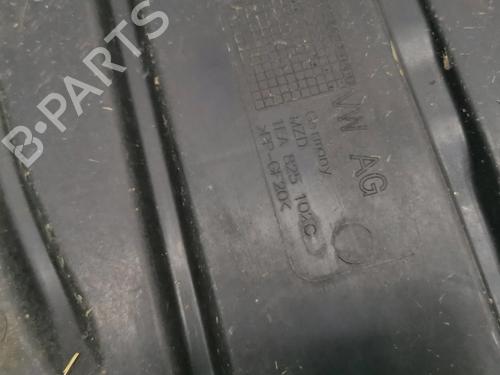 VW AG
Germany
MZD
1EA 825 102C
>PP-GF20<
B-PARTS